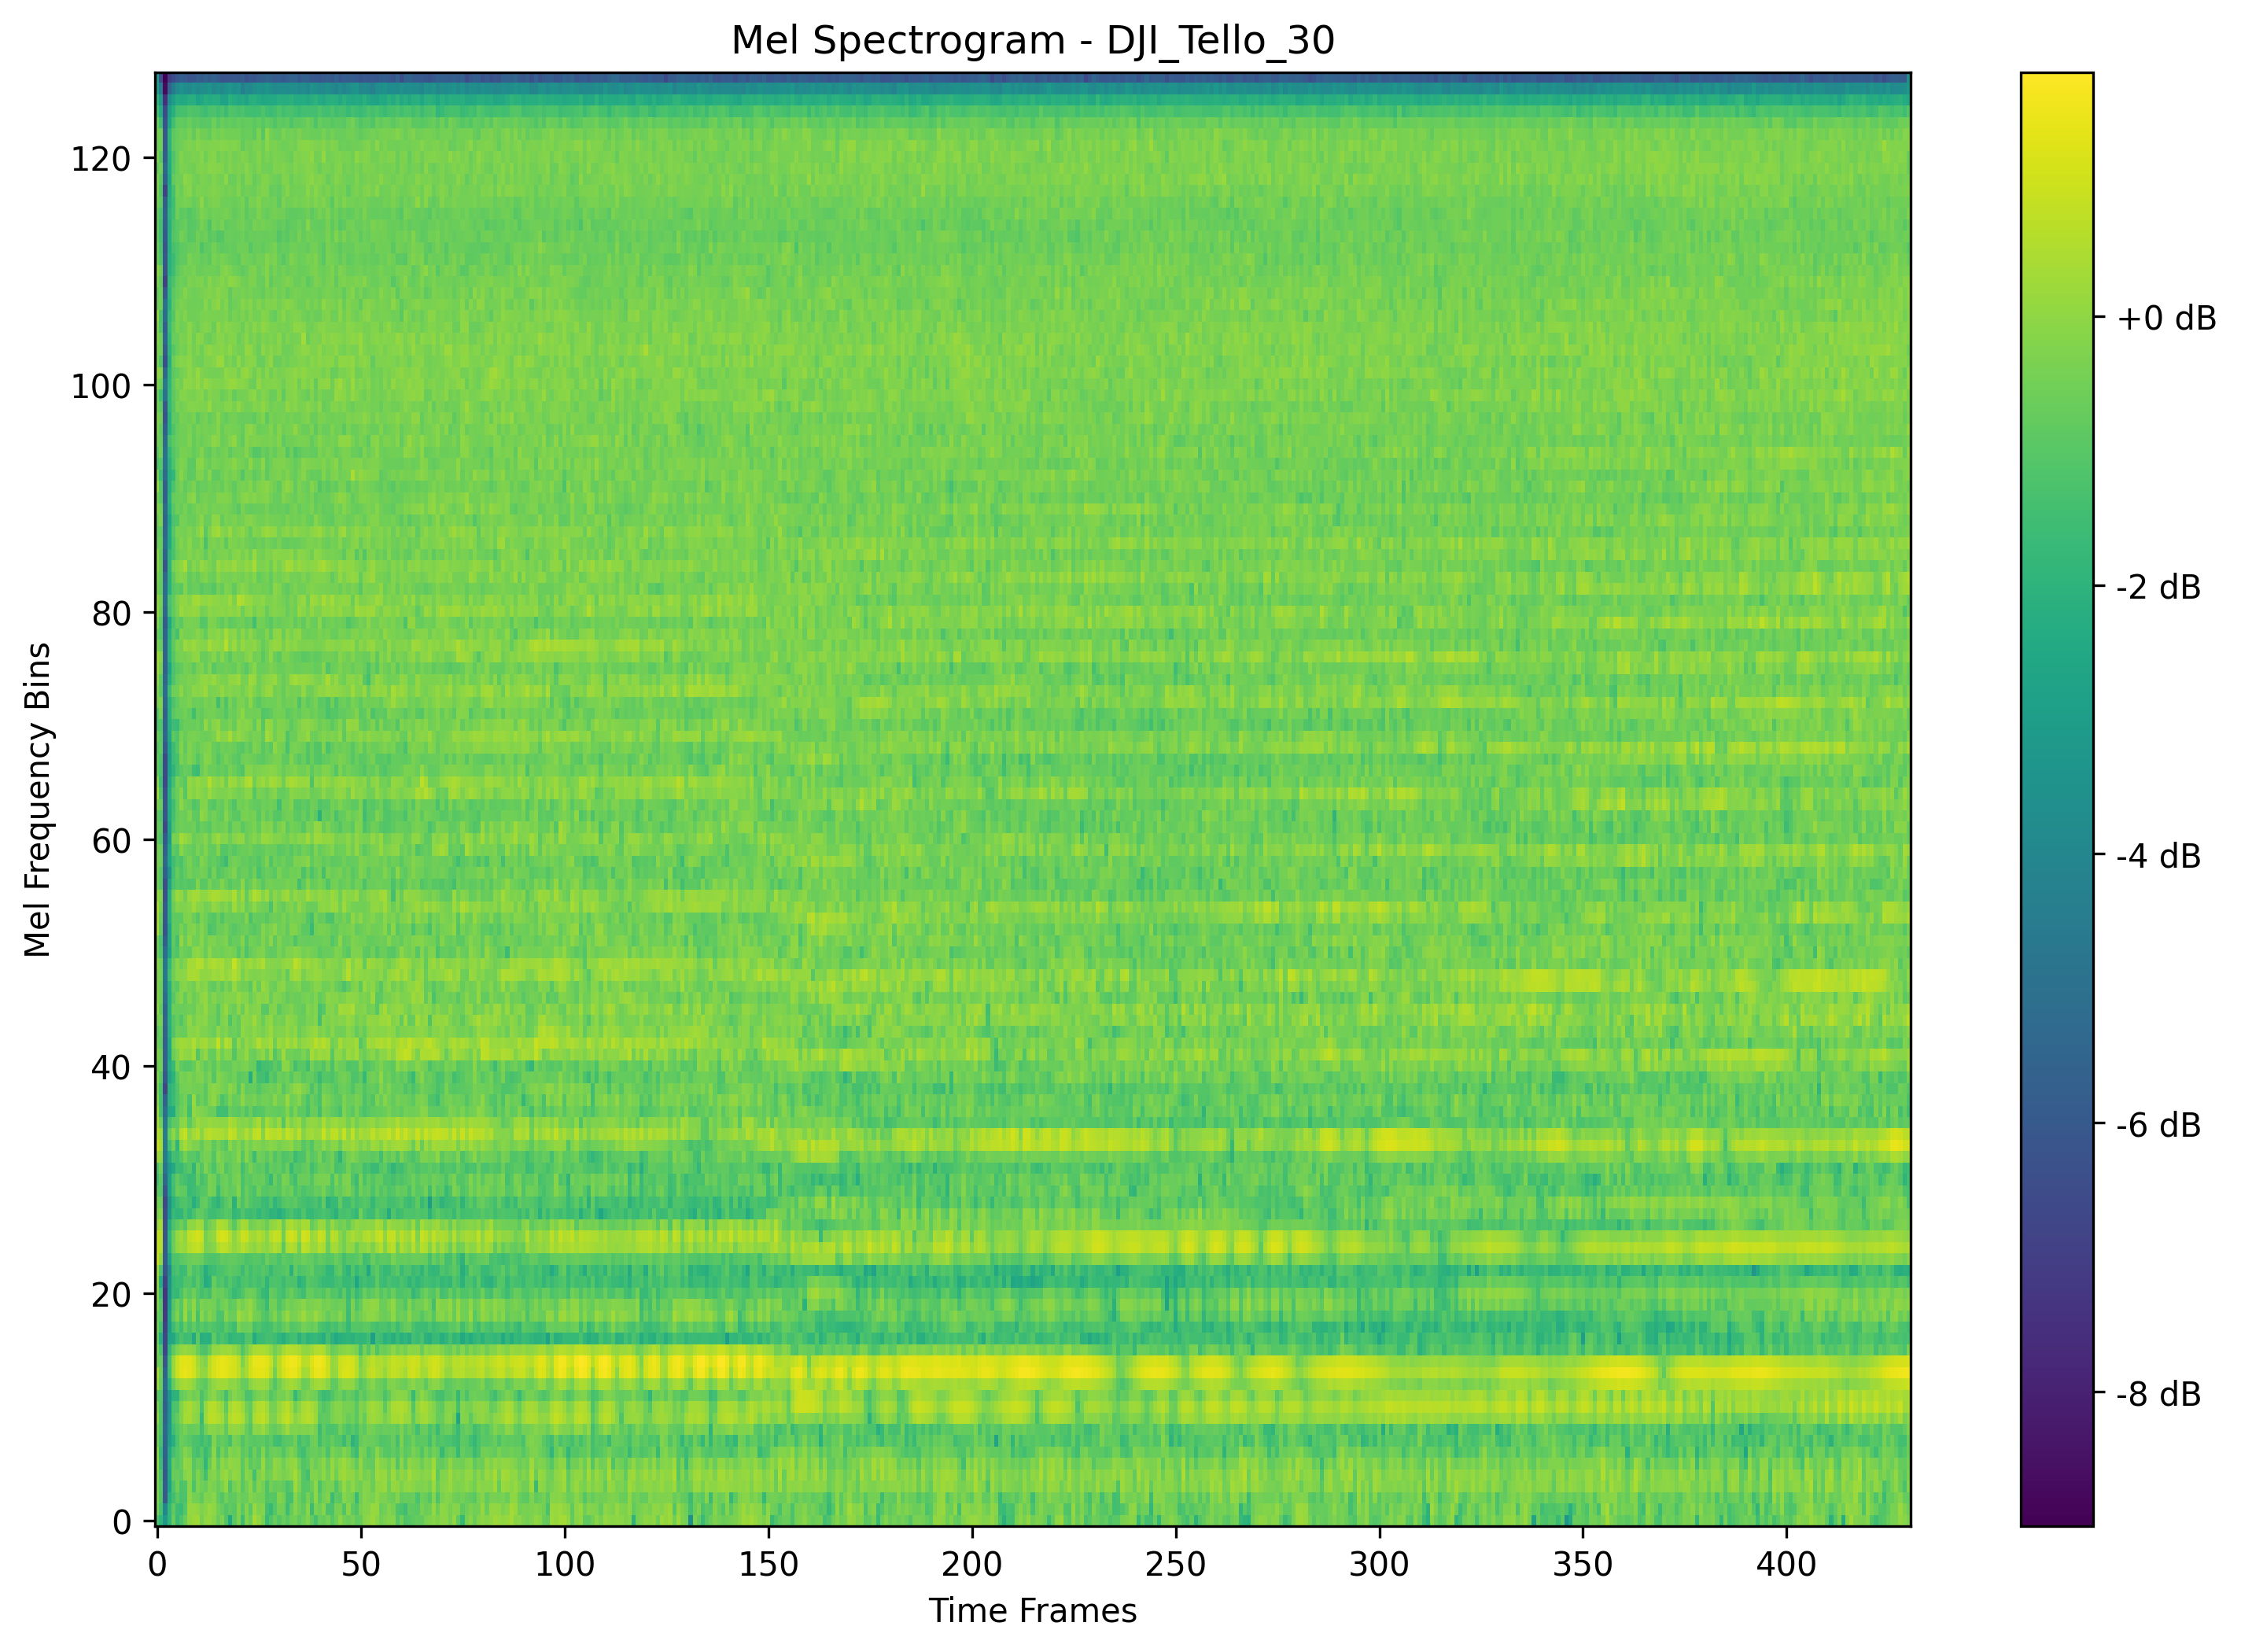 Mel Spectrogram - DJI_Tello_30
Mel Frequency Bins
120
100
80
60
40
20
0
0 50 100 150 200 250 300 350 400
Time Frames
+0 dB
-2 dB
-4 dB
-6 dB
-8 dB